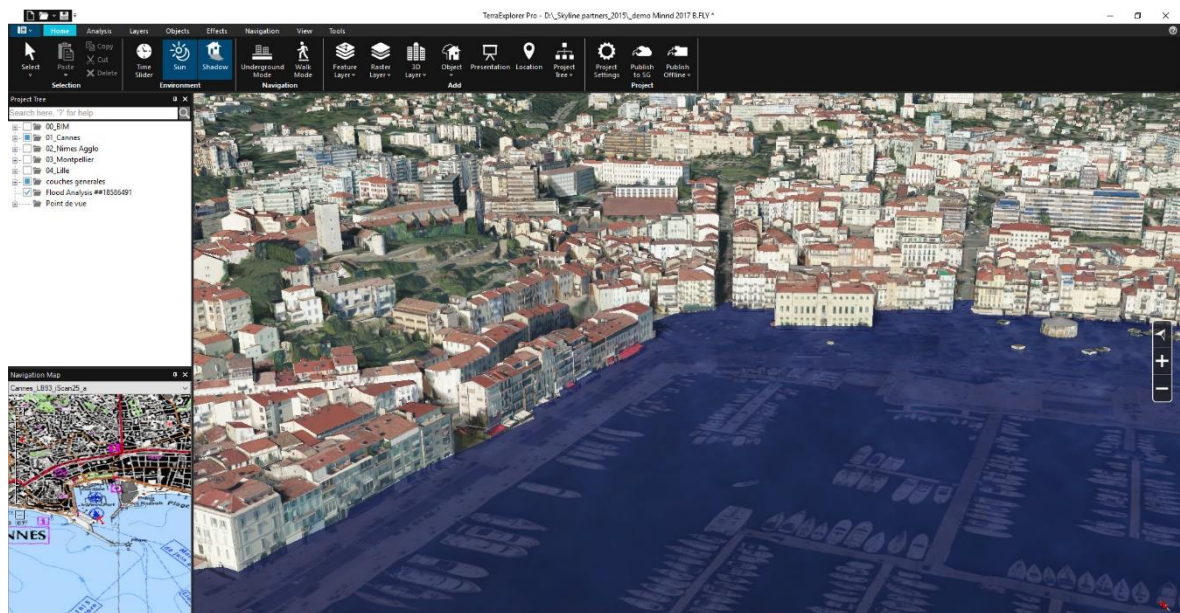 TerraExplorer Pro - D:\_Skyline partners_2015\_demo Minnd 2017 B.FLY *
Home Analysis Layers Objects Effects Navigation View Tools
Select
Paste
Copy
Cut
Delete
Selection
Time Slider
Sun
Shadow
Environment
Underground Mode
Walk Mode
Navigation
Feature Layer
Raster Layer
3D Layer
Object
Presentation
Location
Project Tree
Add
Project Settings
Publish to SG
Publish Offline
Project
Project Tree
Search here, '?' for help
00_BIM
01_Cannes
02_Nimes Agglo
03_Montpellier
04_Lille
couches generales
Flood Analysis ##18586491
Point de vue
Navigation Map
Cannes_LB93_iScan25_a
Plage
NNES